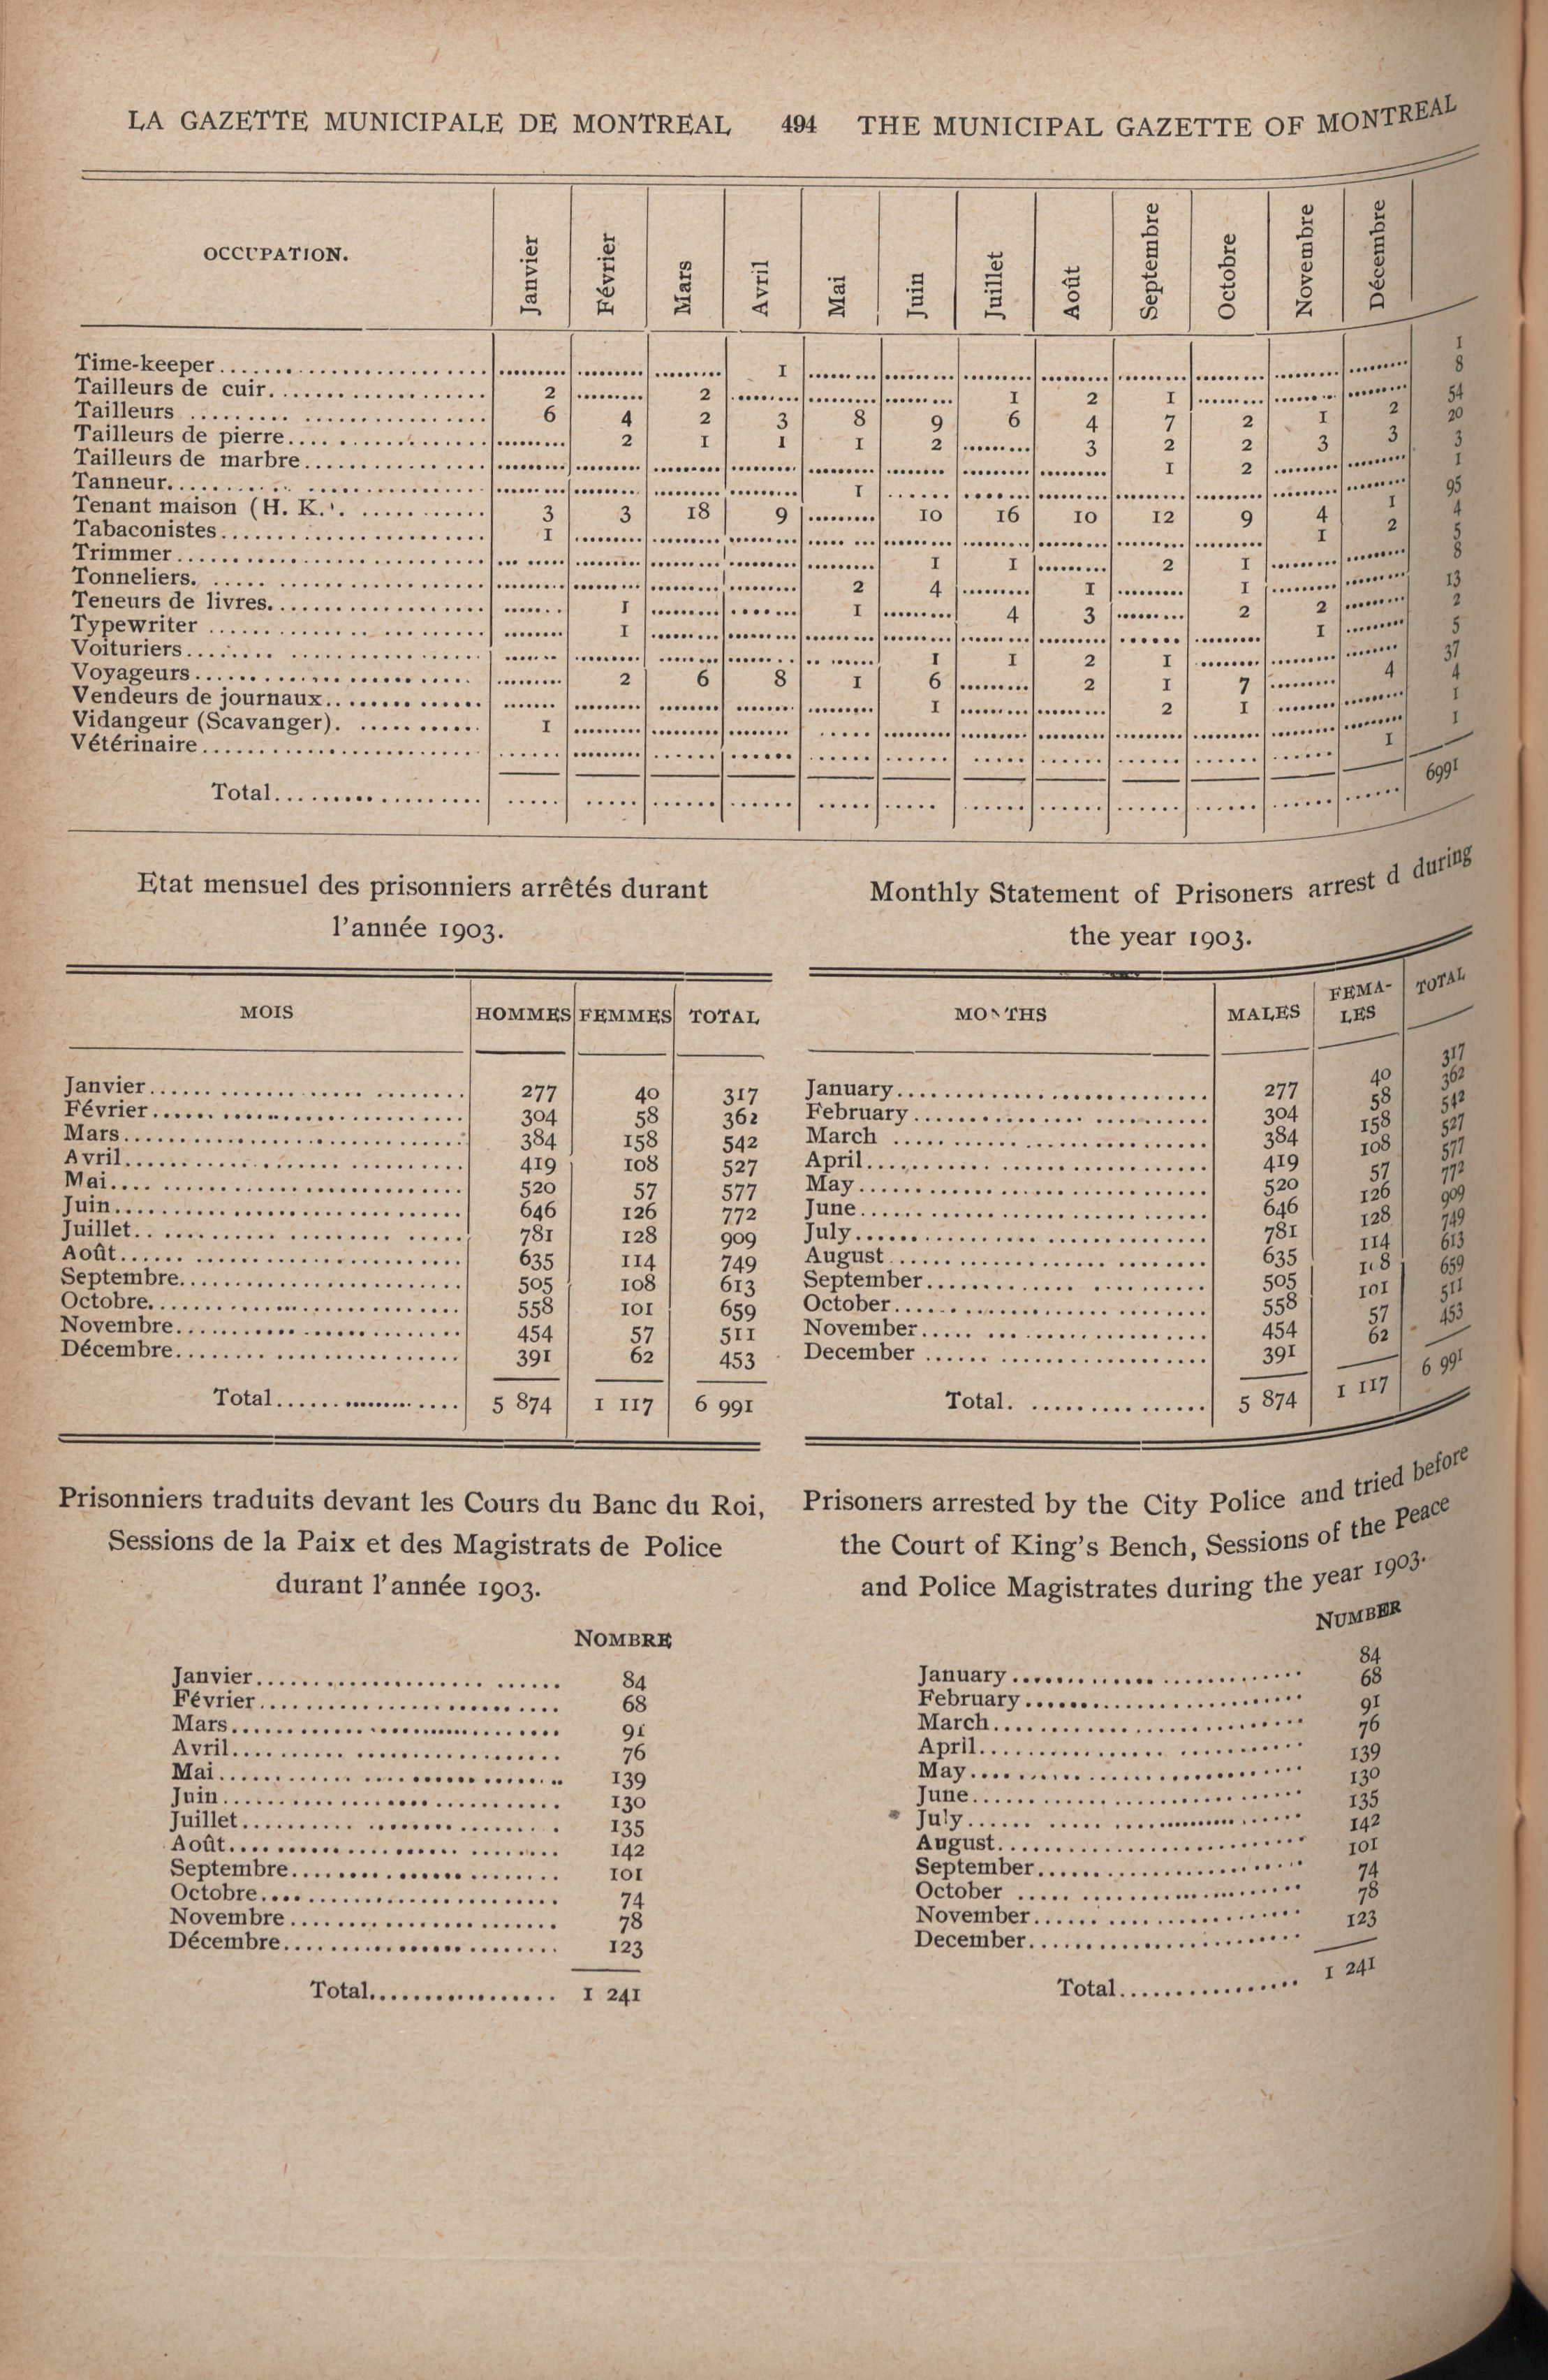 LA GAZETTE MUNICIPALE DE MONTREAL 494 THE MUNICIPAL GAZETTE OF MONTREAL
OCCUPATION. Janvier Février Mars Avril Mai Juin Juillet Août Septembre Octobre Novembre Décembre
Time-keeper 1 1
Tailleurs de cuir 2 2 1 2 1 8
Tailleurs 6 4 2 3 8 9 6 4 7 2 1 2 54
Tailleurs de pierre 2 1 1 1 2 3 2 2 3 3 20
Tailleurs de marbre 1 2 3
Tanneur 1 1
Tenant maison (H. K.). 3 3 18 9 10 16 10 12 9 4 1 95
Tabaconistes 1 1 2 4
Trimmer 1 1 2 1 5
Tonneliers. 2 4 1 1 8
Teneurs de livres. 1 1 4 3 2 2 13
Typewriter 1 1 2
Voituriers 1 1 2 1 5
Voyageurs 2 6 8 1 6 2 1 7 4 37
Vendeurs de journaux 1 2 1 4
Vidangeur (Scavanger). 1 1
Vétérinaire 1 1
Total 6991
Etat mensuel des prisonniers arrêtés durant
l'année 1903.
MOIS HOMMES FEMMES TOTAL
Janvier 277 40 317
Février 304 58 362
Mars 384 158 542
Avril 419 108 527
Mai 520 57 577
Juin 646 126 772
Juillet 781 128 909
Août 635 114 749
Septembre 505 108 613
Octobre 558 101 659
Novembre 454 57 511
Décembre 391 62 453
Total 5 874 1 117 6 991
Monthly Statement of Prisoners arrest d during
the year 1903.
MONTHS MALES FEMA-LES TOTAL
January 277 40 317
February 304 58 362
March 384 158 542
April 419 108 527
May 520 57 577
June 646 126 772
July 781 128 909
August 635 114 749
September 505 108 613
October 558 101 659
November 454 57 511
December 391 62 453
Total. 5 874 1 117 6 991
Prisonniers traduits devant les Cours du Banc du Roi,
Sessions de la Paix et des Magistrats de Police
durant l'année 1903.
NOMBRE
Janvier 84
Février 68
Mars 91
Avril 76
Mai 139
Juin 130
Juillet 135
Août 142
Septembre 101
Octobre 74
Novembre 78
Décembre 123
Total 1 241
Prisoners arrested by the City Police and tried before
the Court of King's Bench, Sessions of the Peace
and Police Magistrates during the year 1903.
NUMBER
January 84
February 68
March 91
April 76
May 139
June 130
July 135
August 142
September 101
October 74
November 78
December 123
Total 1 241